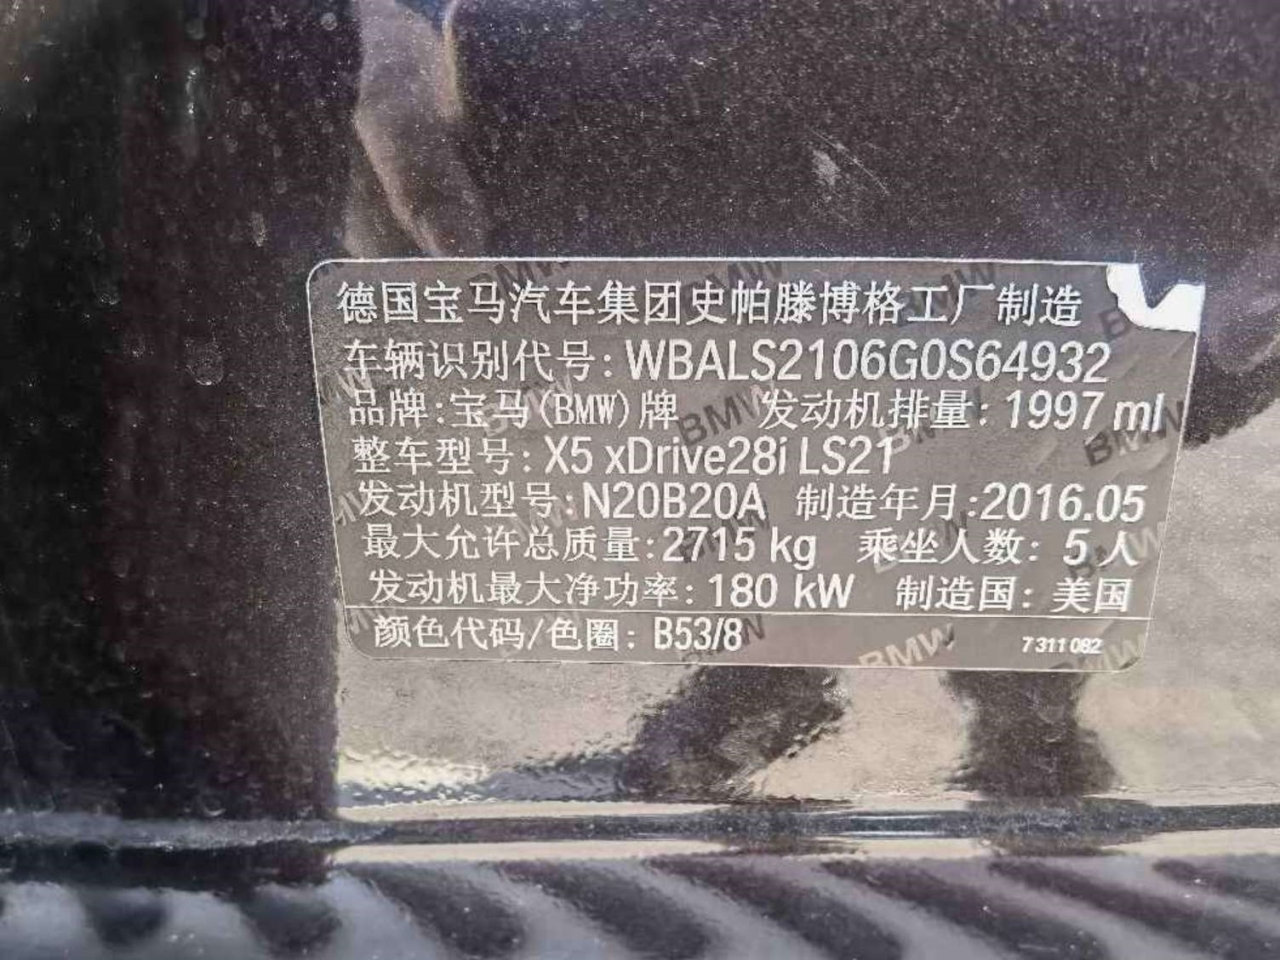 德国宝马汽车集团史帕滕博格工厂制造
车辆识别代号: WBALS2106G0S64932
品牌:宝马(BMW)牌 发动机排量: 1997 ml
整车型号: X5 xDrive28i LS21
发动机型号: N20B20A 制造年月:2016.05
最大允许总质量:2715 kg 乘坐人数: 5 人
发动机最大净功率: 180 kW 制造国: 美国
颜色代码/色圈: B53/8 7 311 082